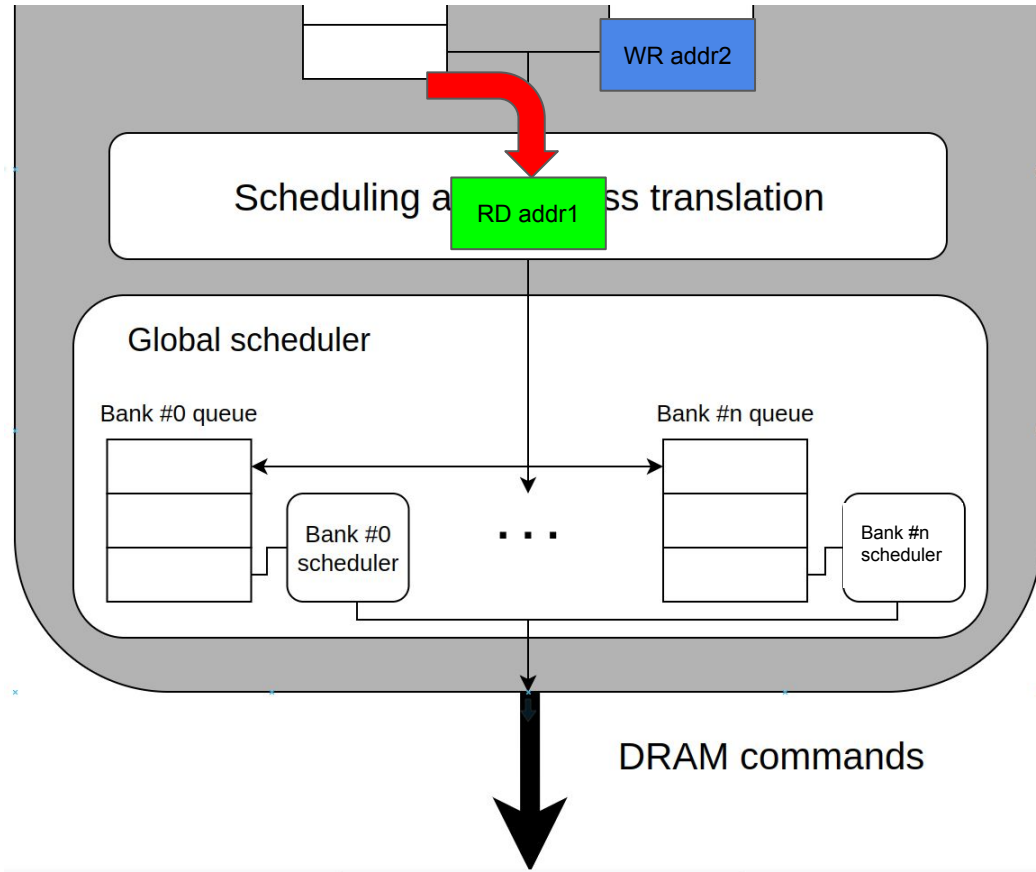 WR addr2
Scheduling a ss translation
RD addr1
Global scheduler
Bank #0 queue
Bank #n queue
Bank #0
scheduler
. . .
Bank #n
scheduler
DRAM commands